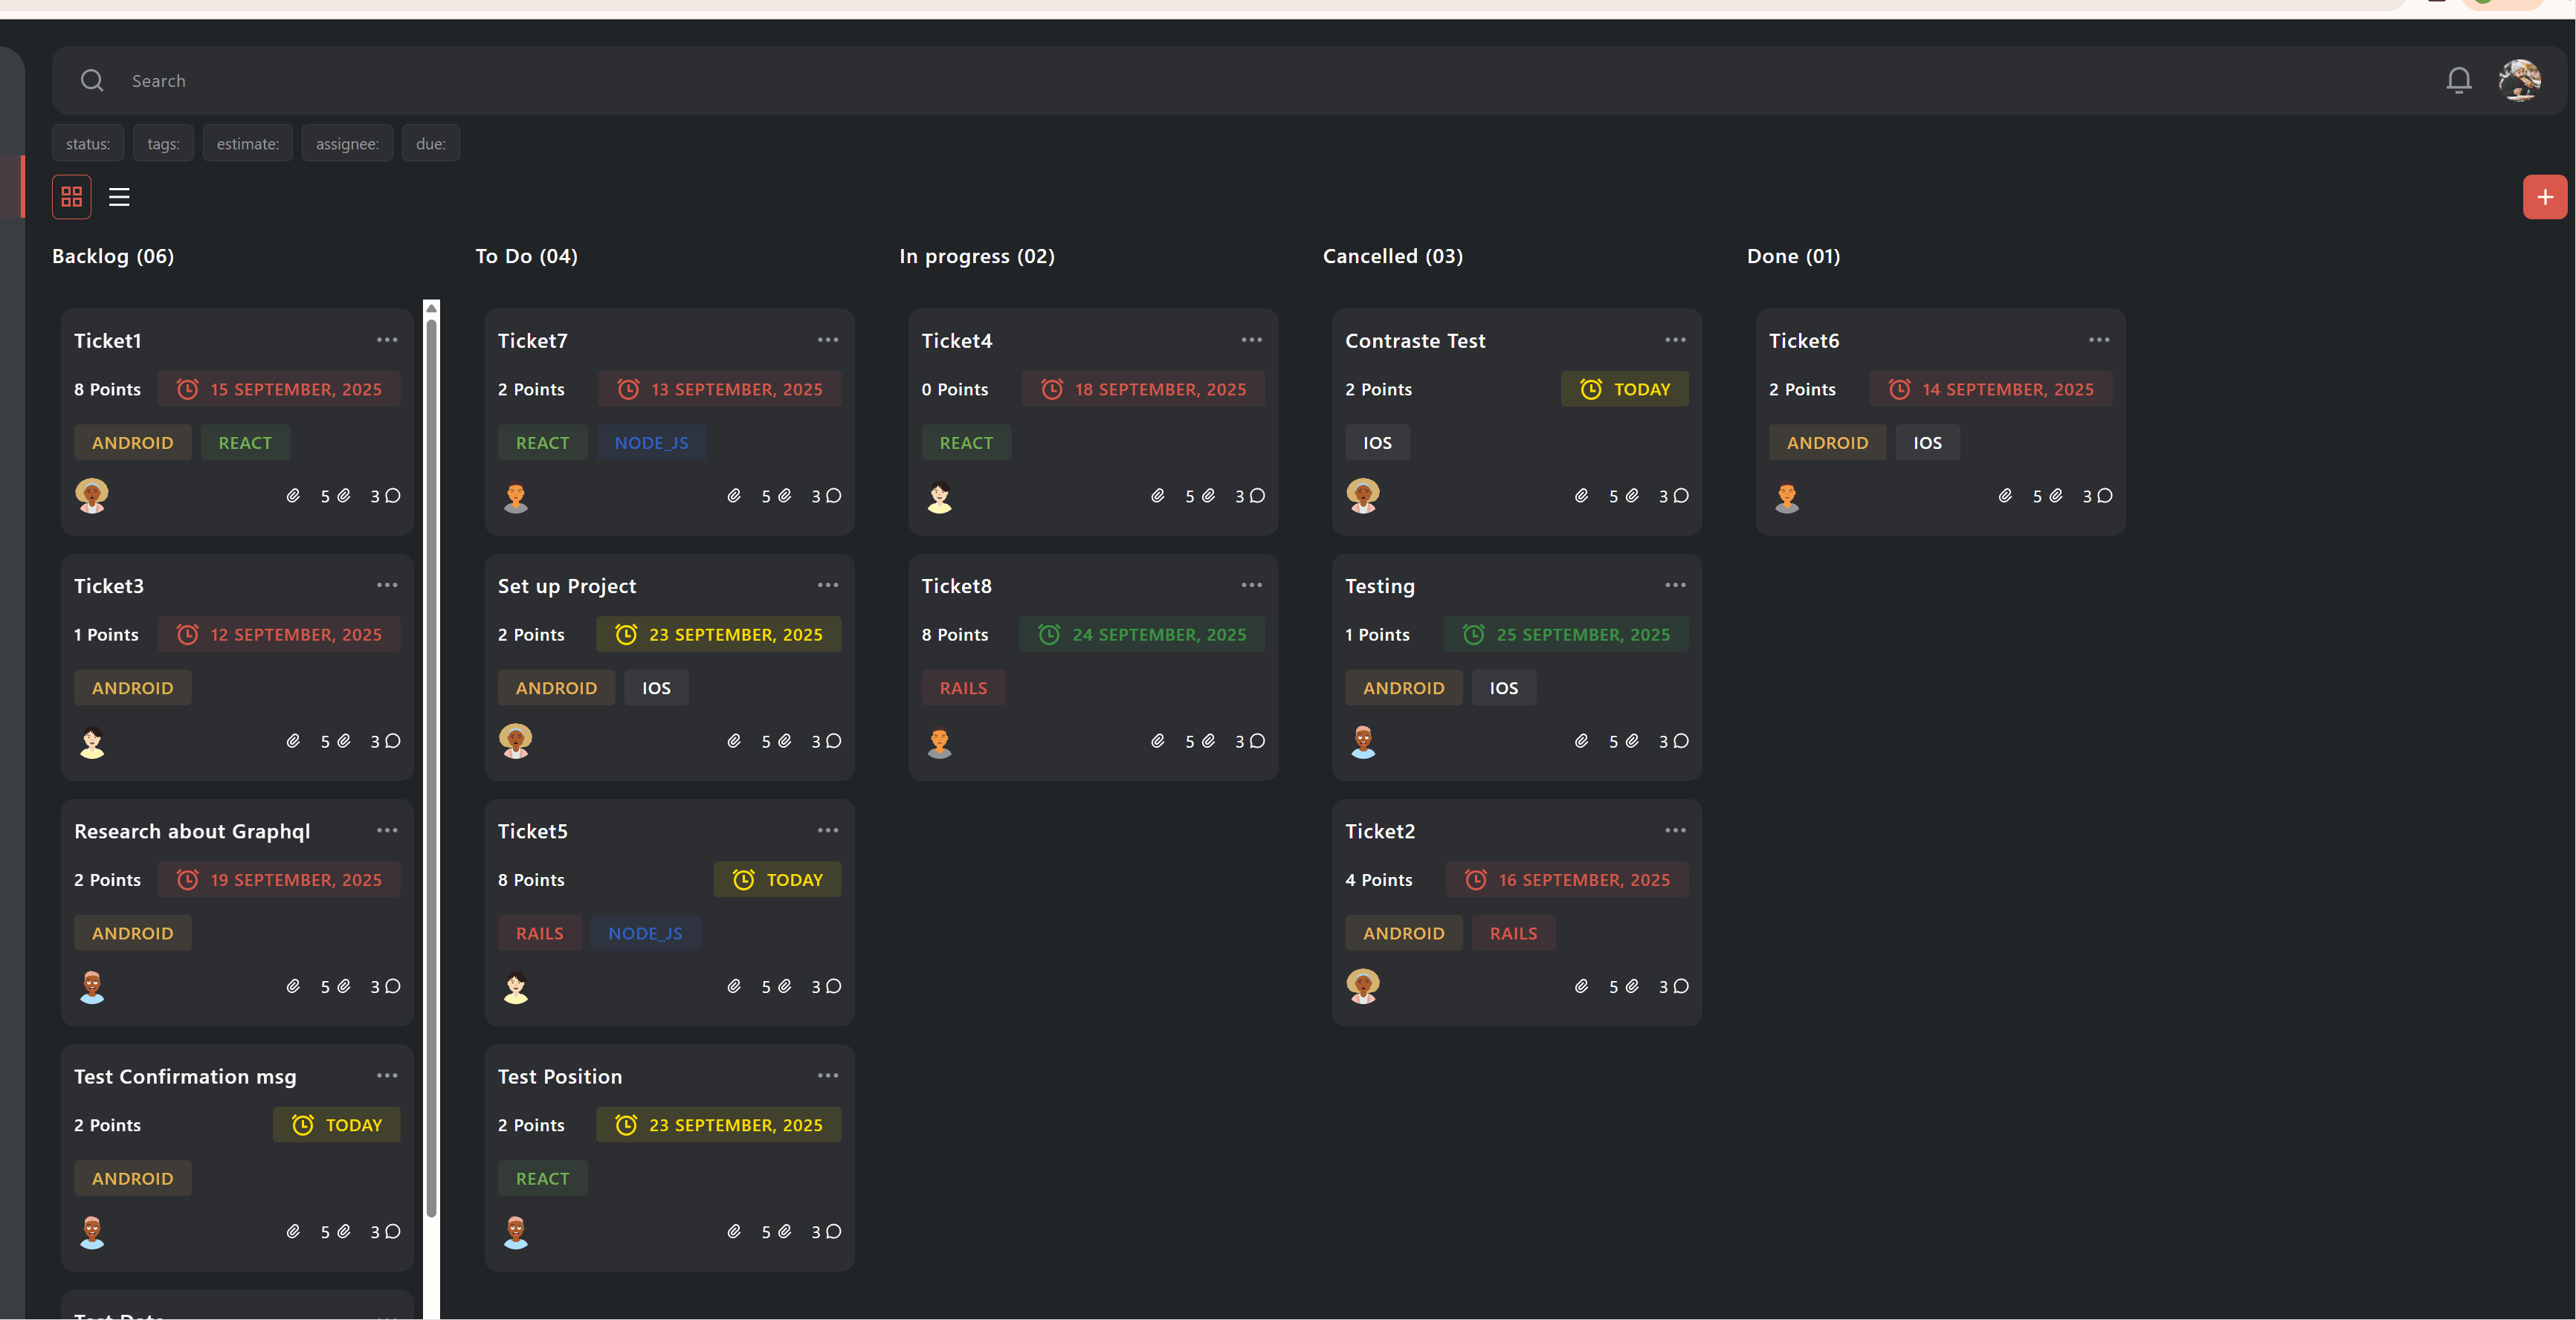 Search
status: tags: estimate: assignee: due:
Backlog (06)
Ticket1
8 Points 15 SEPTEMBER, 2025
ANDROID REACT
5 3
Ticket3
1 Points 12 SEPTEMBER, 2025
ANDROID
5 3
Research about Graphql
2 Points 19 SEPTEMBER, 2025
ANDROID
5 3
Test Confirmation msg
2 Points TODAY
ANDROID
5 3
To Do (04)
Ticket7
2 Points 13 SEPTEMBER, 2025
REACT NODE_JS
5 3
Set up Project
2 Points 23 SEPTEMBER, 2025
ANDROID IOS
5 3
Ticket5
8 Points TODAY
RAILS NODE_JS
5 3
Test Position
2 Points 23 SEPTEMBER, 2025
REACT
5 3
In progress (02)
Ticket4
0 Points 18 SEPTEMBER, 2025
REACT
5 3
Ticket8
8 Points 24 SEPTEMBER, 2025
RAILS
5 3
Cancelled (03)
Contraste Test
2 Points TODAY
IOS
5 3
Testing
1 Points 25 SEPTEMBER, 2025
ANDROID IOS
5 3
Ticket2
4 Points 16 SEPTEMBER, 2025
ANDROID RAILS
5 3
Done (01)
Ticket6
2 Points 14 SEPTEMBER, 2025
ANDROID IOS
5 3